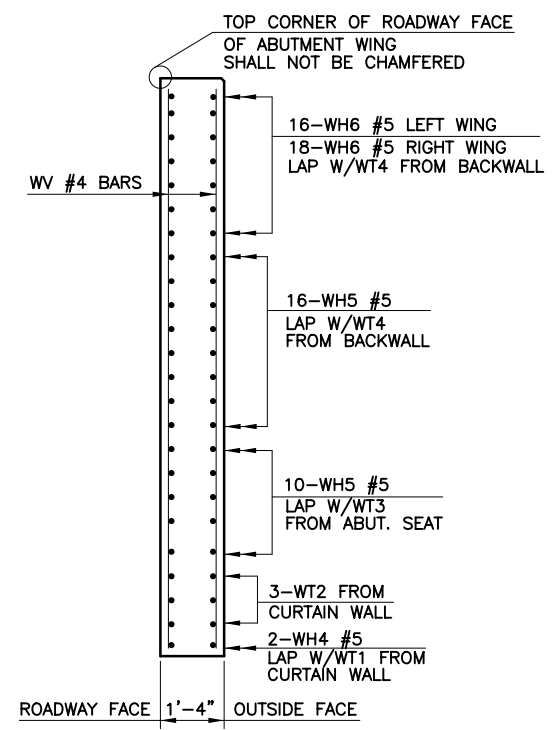 TOP CORNER OF ROADWAY FACE
OF ABUTMENT WING
SHALL NOT BE CHAMFERED
16-WH6 #5 LEFT WING
18-WH6 #5 RIGHT WING
LAP W/WT4 FROM BACKWALL
WV #4 BARS
16-WH5 #5
LAP W/WT4
FROM BACKWALL
10-WH5 #5
LAP W/WT3
FROM ABUT. SEAT
3-WT2 FROM
CURTAIN WALL
2-WH4 #5
LAP W/WT1 FROM
CURTAIN WALL
ROADWAY FACE 1'-4" OUTSIDE FACE